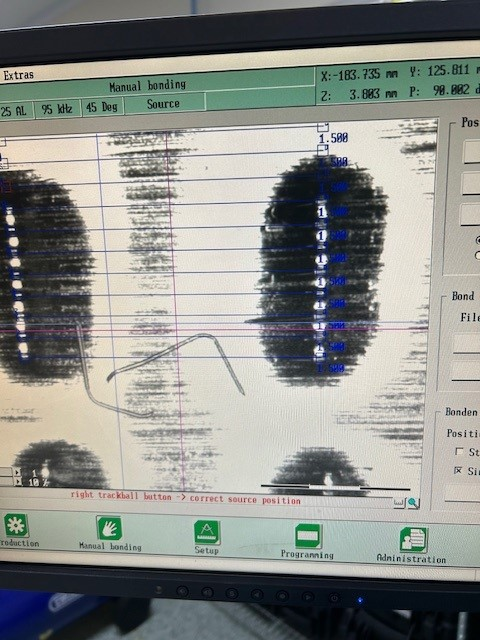 Extras
Manual bonding
X:-183.735 mm Y: 125.811 m
Z: 3.803 mm P: 90.002 d
25 AL 95 kHz 45 Deg Source
1.500
Pos
Bond
File
Bonden
Positi
St
Si
1
10 %
right trackball button -> correct source position
roduction
Manual bonding
Setup
Programming
Administration